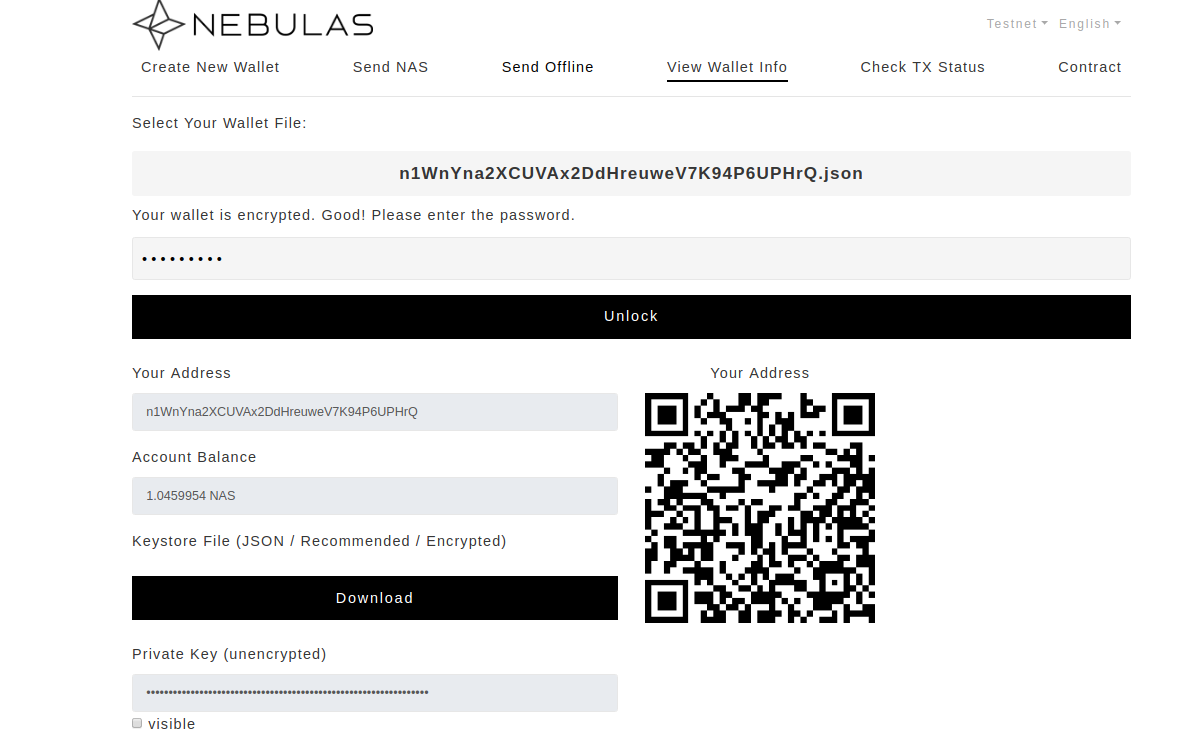 NEBULAS
Testnet English
Create New Wallet Send NAS Send Offline View Wallet Info Check TX Status Contract
Select Your Wallet File:
n1WnYna2XCUVAx2DdHreuweV7K94P6UPHrQ.json
Your wallet is encrypted. Good! Please enter the password.
•••••••••
Unlock
Your Address
n1WnYna2XCUVAx2DdHreuweV7K94P6UPHrQ
Account Balance
1.0459954 NAS
Keystore File (JSON / Recommended / Encrypted)
Download
Your Address
Private Key (unencrypted)
••••••••••••••••••••••••••••••••••••••••••••••••••••••••••••••••
visible